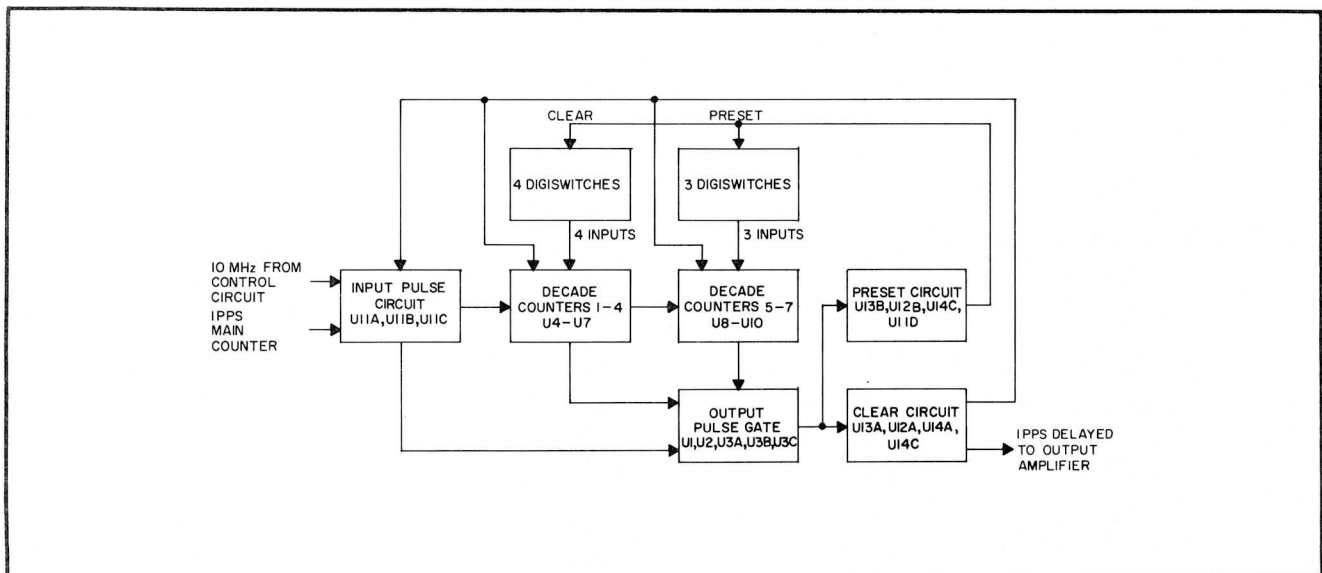 CLEAR
PRESET
4 DIGISWITCHES
3 DIGISWITCHES
4 INPUTS
3 INPUTS
10 MHz FROM
CONTROL
CIRCUIT
1PPS
MAIN
COUNTER
INPUT PULSE
CIRCUIT
U11A,U11B,U11C
DECADE
COUNTERS 1-4
U4-U7
DECADE
COUNTERS 5-7
U8-U10
PRESET CIRCUIT
U13B,U12B,U14C,
U11D
OUTPUT
PULSE GATE
U1,U2,U3A,U3B,U3C
CLEAR CIRCUIT
U13A,U12A,U14A,
U14C
1PPS DELAYED
TO OUTPUT
AMPLIFIER